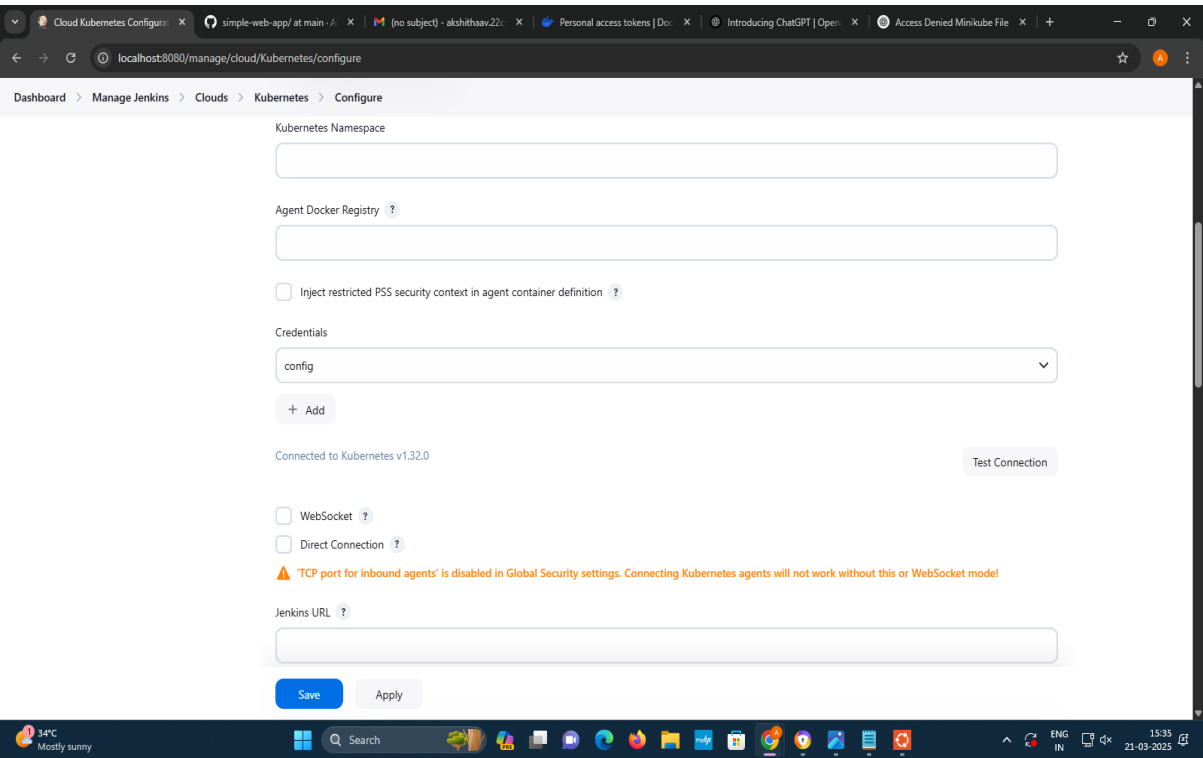 Cloud Kubernetes Configurat
simple-web-app/ at main · A
(no subject) - akshithaav.22c
Personal access tokens | Doc
Introducing ChatGPT | Open
Access Denied Minikube File
localhost:8080/manage/cloud/Kubernetes/configure
A
Dashboard > Manage Jenkins > Clouds > Kubernetes > Configure
Kubernetes Namespace
Agent Docker Registry ?
Inject restricted PSS security context in agent container definition ?
Credentials
config
+ Add
Connected to Kubernetes v1.32.0
Test Connection
WebSocket ?
Direct Connection ?
'TCP port for inbound agents' is disabled in Global Security settings. Connecting Kubernetes agents will not work without this or WebSocket mode!
Jenkins URL ?
Save
Apply
1
34°C
Mostly sunny
Search
PRE
ENG
IN
15:35
21-03-2025